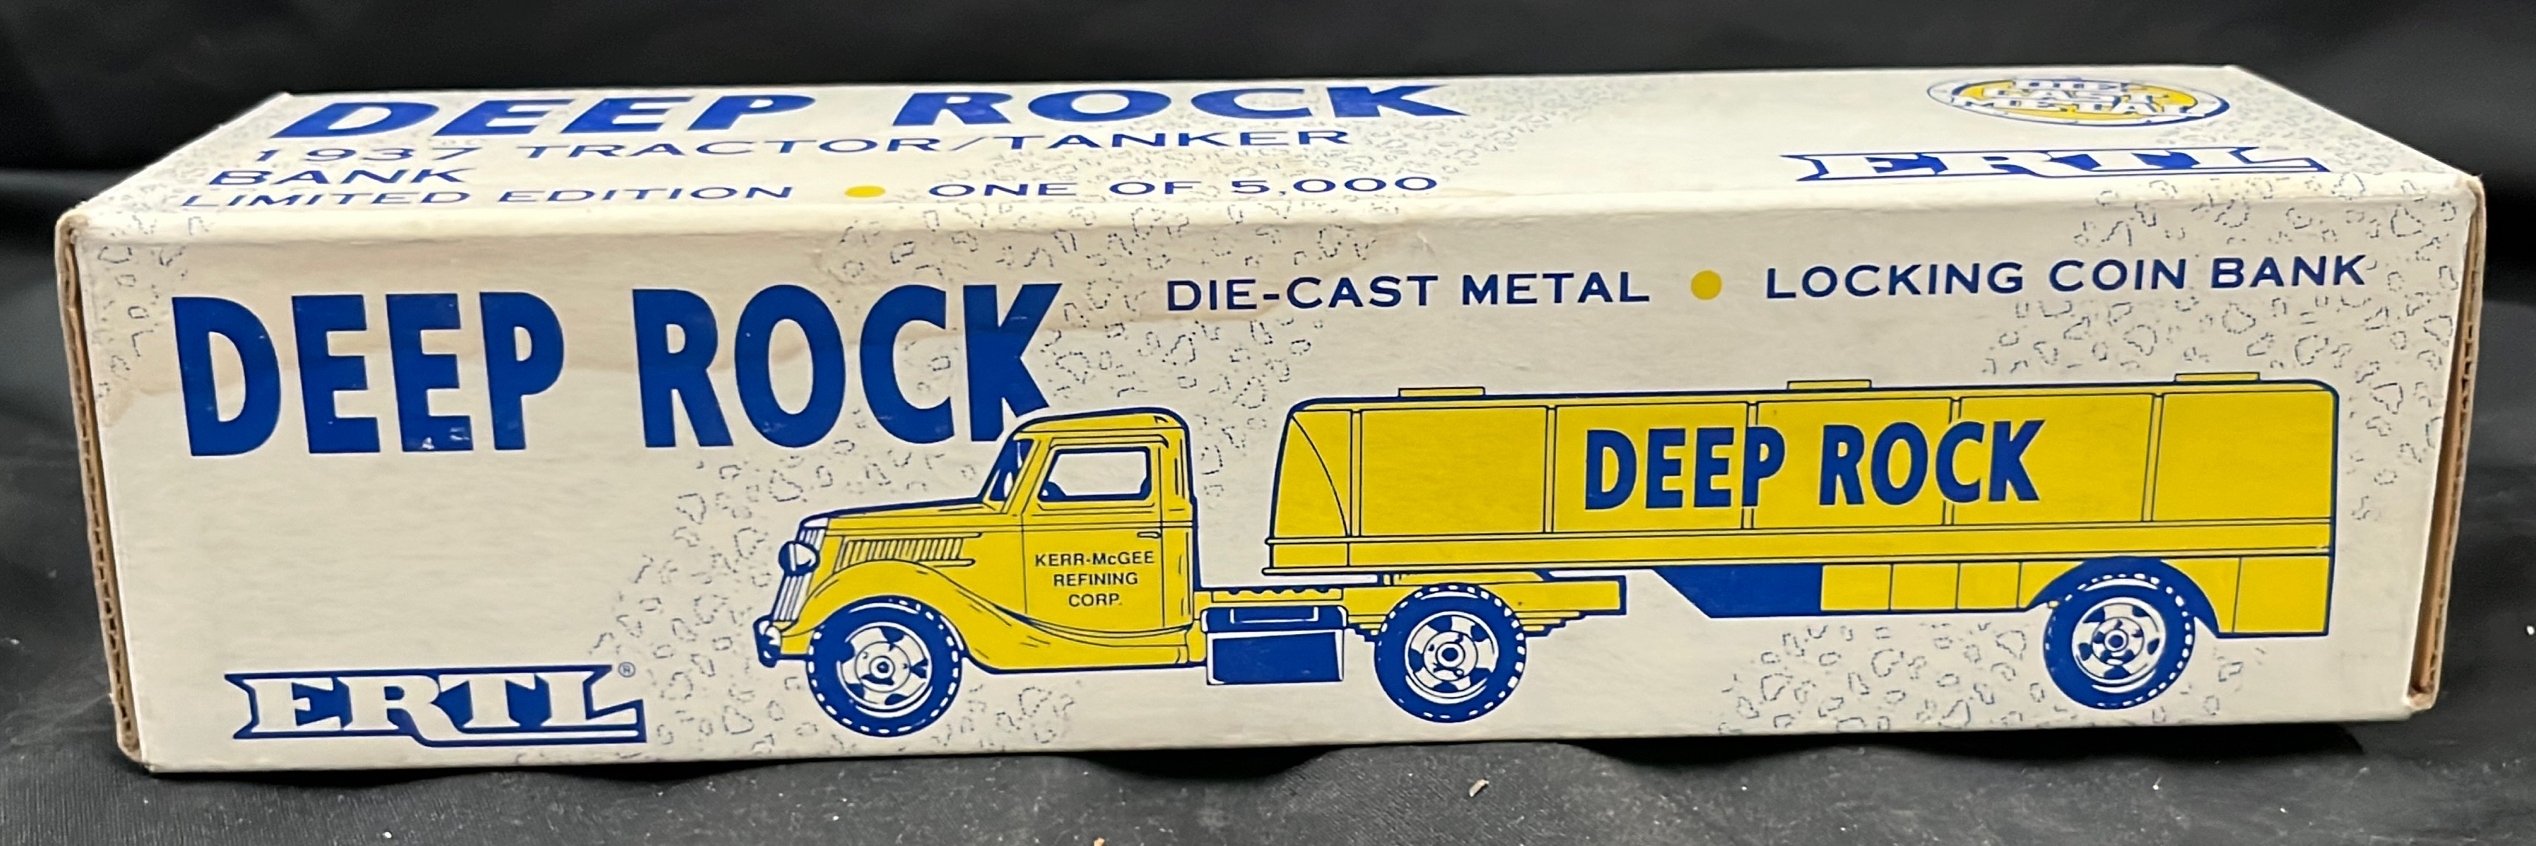 DEEP ROCK
1937 TRACTOR/TANKER
BANK
LIMITED EDITION ● ONE OF 5,000
DIE
CAST
METAL
ERTL
DEEP ROCK
DIE-CAST METAL ● LOCKING COIN BANK
DEEP ROCK
KERR-McGEE
REFINING
CORP.
ERTL®